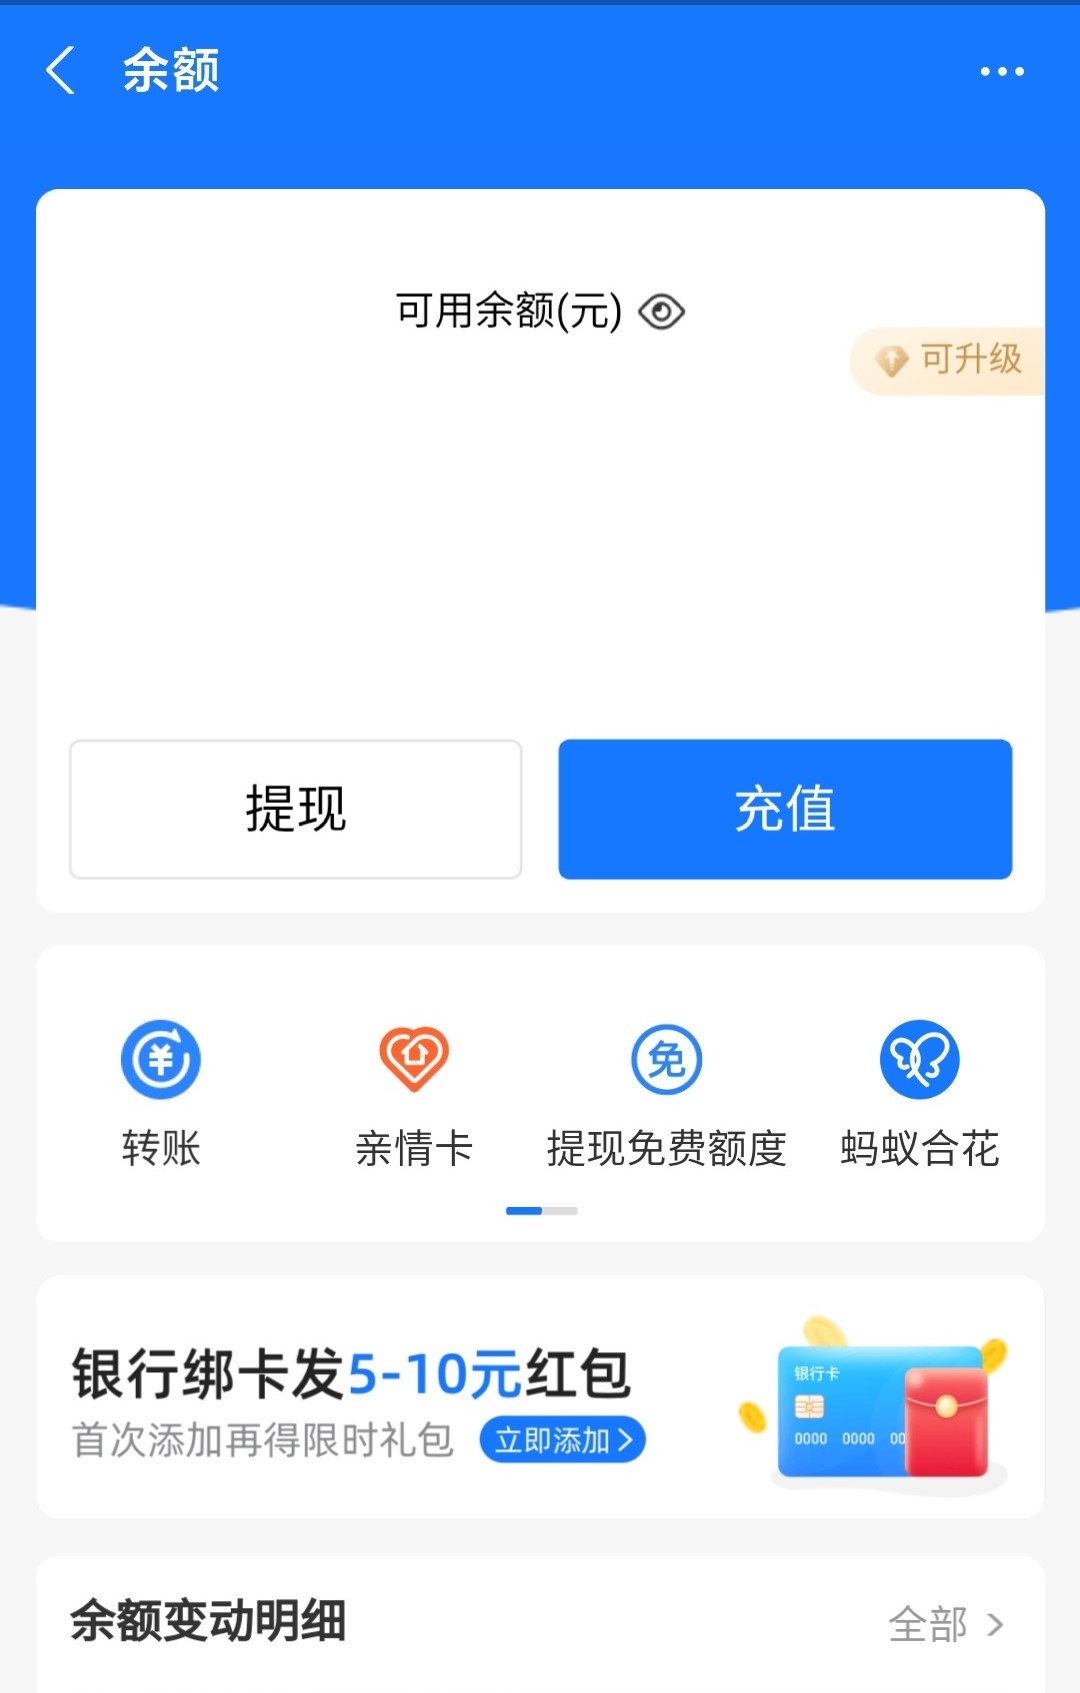 余额
可用余额(元)
可升级
提现
充值
免
转账
亲情卡
提现免费额度
蚂蚁合花
银行绑卡发5-10元红包
首次添加再得限时礼包
立即添加
银行卡
0000 0000 00
余额变动明细
全部